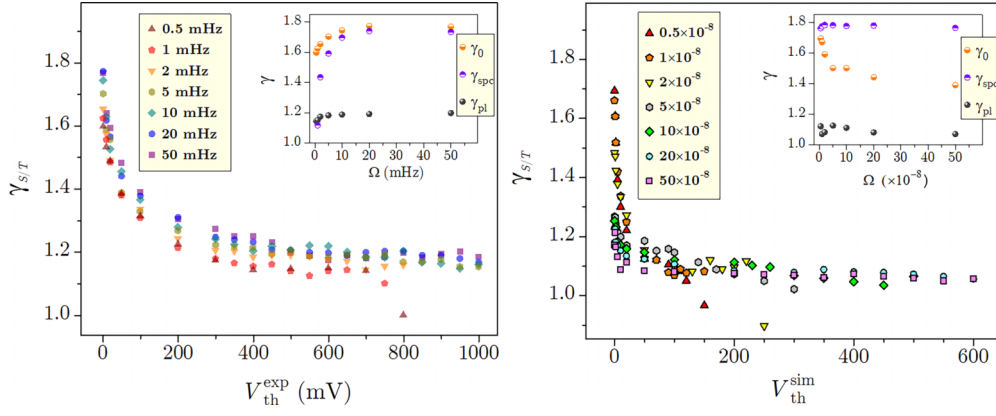 0.5 mHz
1 mHz
2 mHz
5 mHz
10 mHz
20 mHz
50 mHz
1.8
1.6
1.4
1.2
1.0
γS/T
0 200 400 600 800 1000
V_th^exp (mV)
1.8
1.6
1.4
1.2
1.0
γ
0 10 20 30 40 50
Ω (mHz)
γ0
γspc
γpl
0.5×10⁻⁸
1×10⁻⁸
2×10⁻⁸
5×10⁻⁸
10×10⁻⁸
20×10⁻⁸
50×10⁻⁸
1.8
1.6
1.4
1.2
1.0
γS/T
0 200 400 600
V_th^sim
1.8
1.6
1.4
1.2
1.0
γ
0 10 20 30 40 50
Ω (×10⁻⁸)
γ0
γspc
γpl